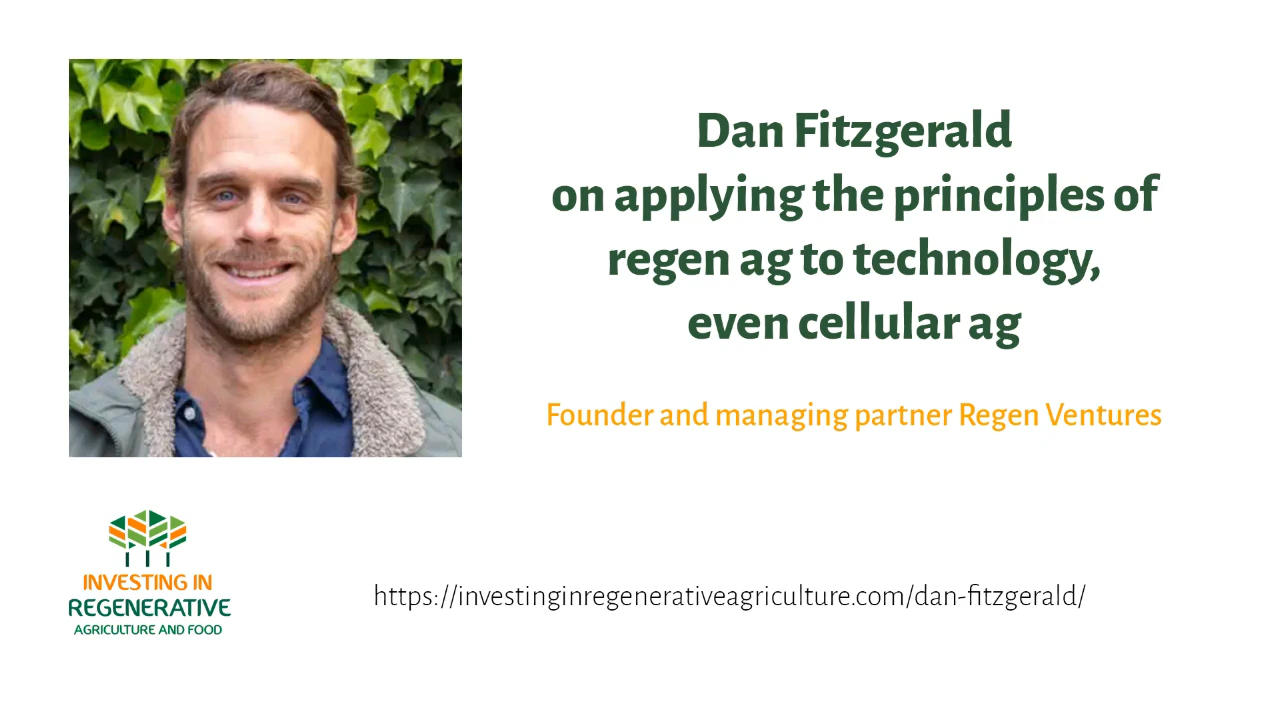 Dan Fitzgerald
on applying the principles of
regen ag to technology,
even cellular ag
Founder and managing partner Regen Ventures
INVESTING IN
REGENERATIVE
AGRICULTURE AND FOOD
https://investinginregenerativeagriculture.com/dan-fitzgerald/